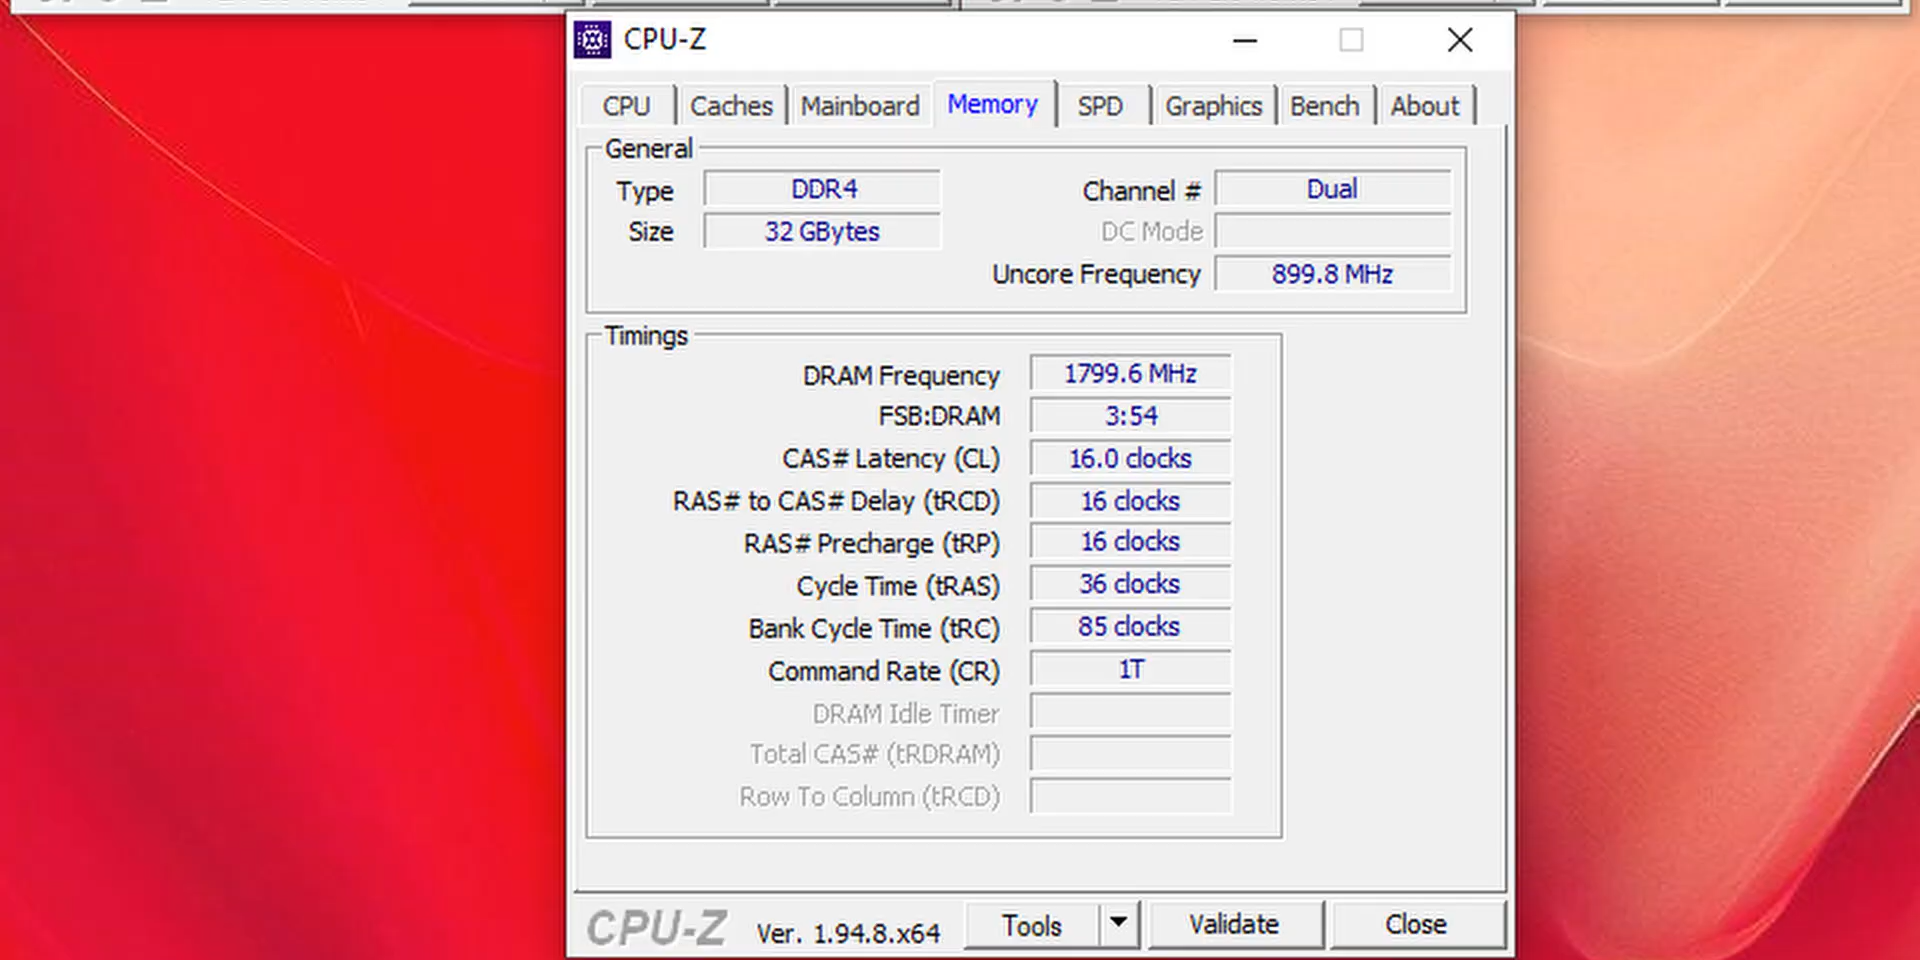 CPU-Z
CPU Caches Mainboard Memory SPD Graphics Bench About
General
Type DDR4 Channel # Dual
Size 32 GBytes DC Mode
Uncore Frequency 899.8 MHz
Timings
DRAM Frequency 1799.6 MHz
FSB:DRAM 3:54
CAS# Latency (CL) 16.0 clocks
RAS# to CAS# Delay (tRCD) 16 clocks
RAS# Precharge (tRP) 16 clocks
Cycle Time (tRAS) 36 clocks
Bank Cycle Time (tRC) 85 clocks
Command Rate (CR) 1T
DRAM Idle Timer
Total CAS# (tRDRAM)
Row To Column (tRCD)
CPU-Z Ver. 1.94.8.x64 Tools Validate Close